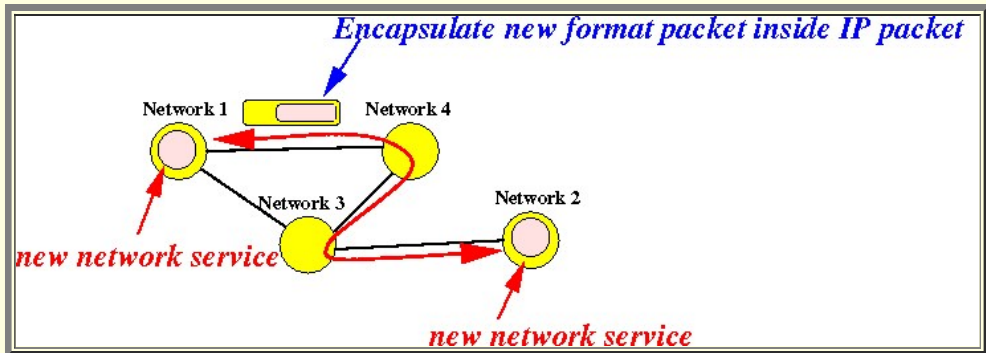 Encapsulate new format packet inside IP packet
Network 1
Network 4
Network 3
Network 2
new network service
new network service